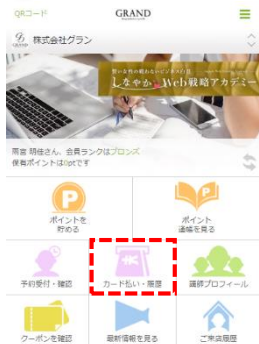 QRコード
GRAND
株式会社グラン
しなやか Web戦略アカデミー
雨宮 明佳さん、会員ランクはブロンズ
保有ポイントは0ptです
ポイントを
貯める
ポイント
通帳を見る
予約受付・確認
カード払い・履歴
講師プロフィール
クーポンを確認
最新情報を見る
ご来店履歴